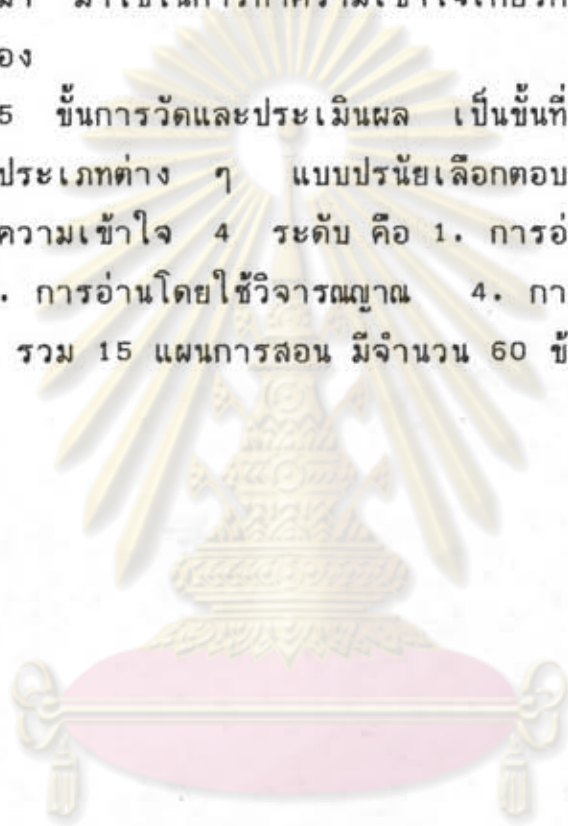 มา มาใช้ในการทำความเข้าใจเกี่ยวก
อง
5 ขั้นการวัดและประเมินผล เป็นขั้นที่
ประเภทต่าง ๆ แบบปรนัยเลือกตอบ
ความเข้าใจ 4 ระดับ คือ 1. การอ่
. การอ่านโดยใช้วิจารณญาณ 4. กา
รวม 15 แผนการสอน มีจำนวน 60 ข้